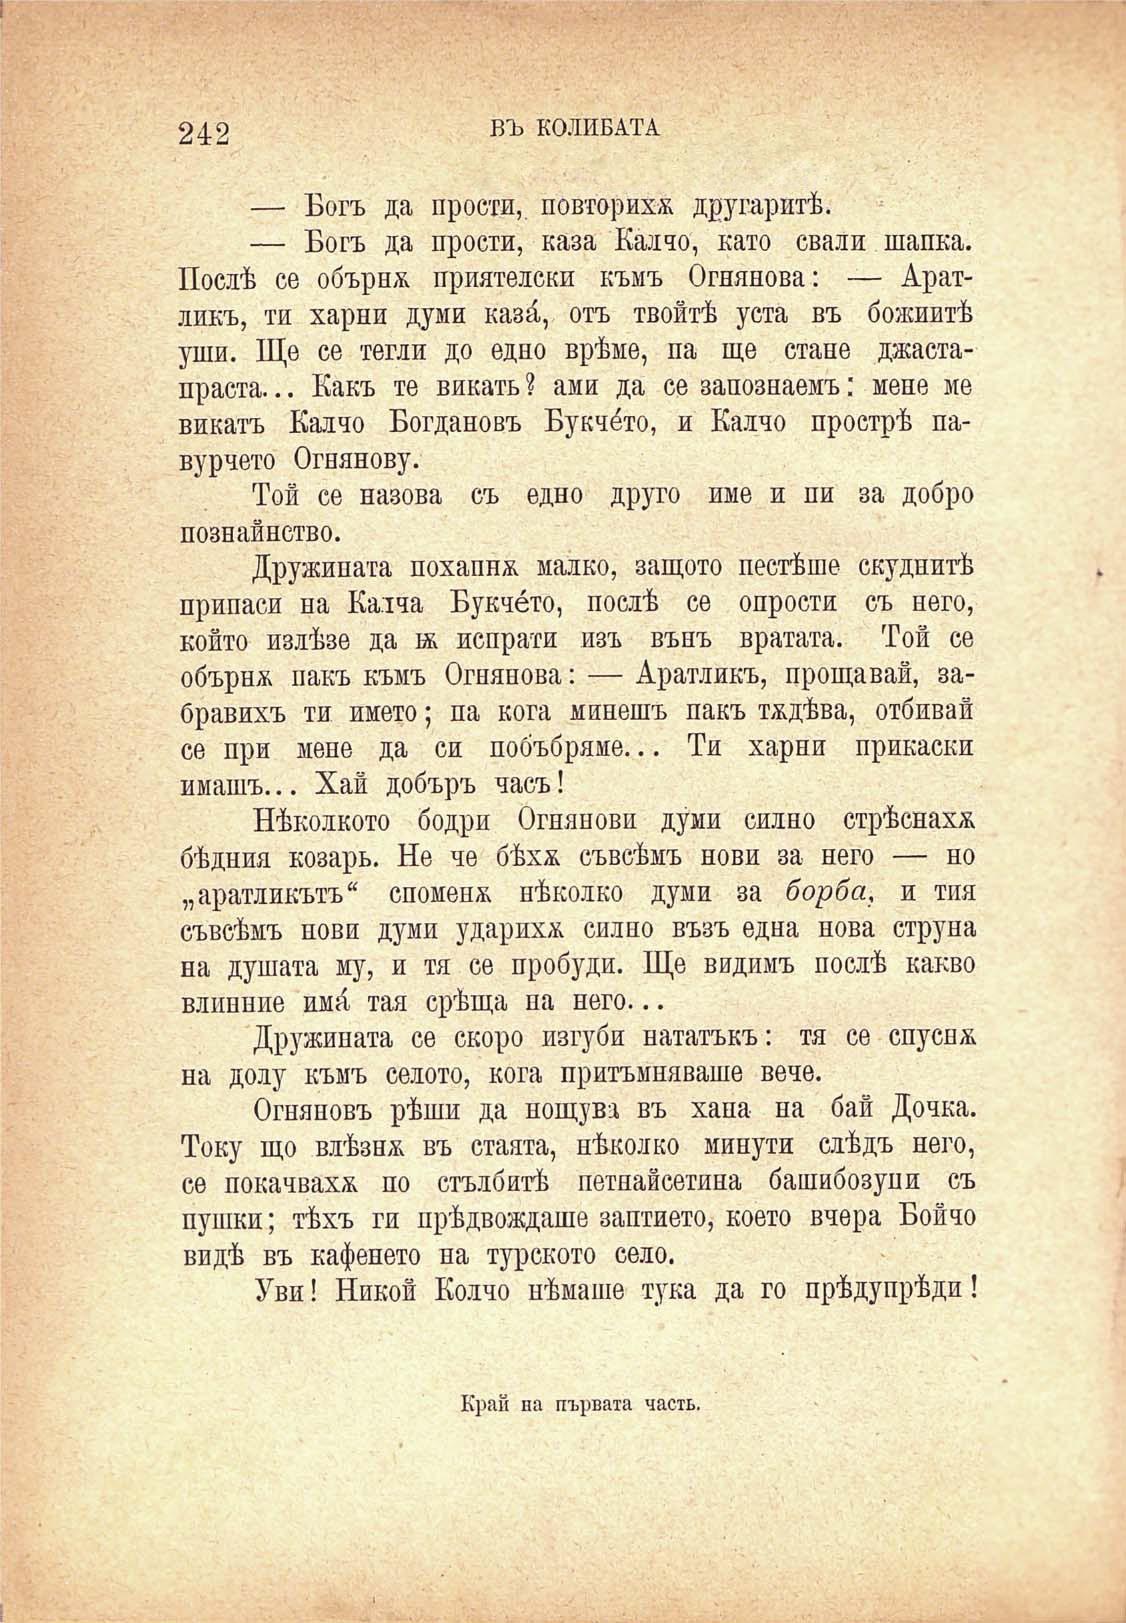 242
ВЪ КОЛИБАТА
— Богъ да прости, повторихѫ другаритѣ.
— Богъ да прости, каза Калчо, като свали шапка.
Послѣ се обърнѫ приятелски къмъ Огнянова: — Арат-
ликъ, ти харни думи каза́, отъ твойтѣ уста въ божиитѣ
уши. Ще се тегли до едно врѣме, па ще стане джаста-
праста... Какъ те викать? ами да се запознаемъ: мене ме
викатъ Калчо Богдановъ Букче́то, и Калчо прострѣ па-
вурчето Огнянову.
Той се назова съ едно друго име и пи за добро
познайнство.
Дружината похапнѫ малко, защото пестѣше скуднитѣ
припаси на Калча Букче́то, послѣ се опрости съ него,
който излѣзе да ѭ испрати изъ вънъ вратата. Той се
обърнѫ пакъ къмъ Огнянова: — Аратликъ, прощавай, за-
бравихъ ти името; па кога минешъ пакъ тѫдѣва, отбивай
се при мене да си побъбряме... Ти харни прикаски
имашъ... Хай добъръ часъ!
Нѣколкото бодри Огнянови думи силно стрѣснахѫ
бѣдния козарь. Не че бѣхѫ съвсѣмъ нови за него — но
„аратликътъ“ споменѫ нѣколко думи за борба, и тия
съвсѣмъ нови думи ударихѫ силно възъ една нова струна
на душата му, и тя се пробуди. Ще видимъ послѣ какво
влиние има́ тая срѣща на него...
Дружината се скоро изгуби нататъкъ: тя се спуснѫ
на долу къмъ селото, кога притъмняваше вече.
Огняновъ рѣши да нощува въ хана на бай Дочка.
Току що влѣзнѫ въ стаята, нѣколко минути слѣдъ него,
се покачвахѫ по стълбитѣ петнайсетина башибозуци съ
пушки; тѣхъ ги прѣдвождаше заптието, което вчера Бойчо
видѣ въ кафенето на турското село.
Уви! Никой Колчо нѣмаше тука да го прѣдупрѣди!
Край на първата часть.